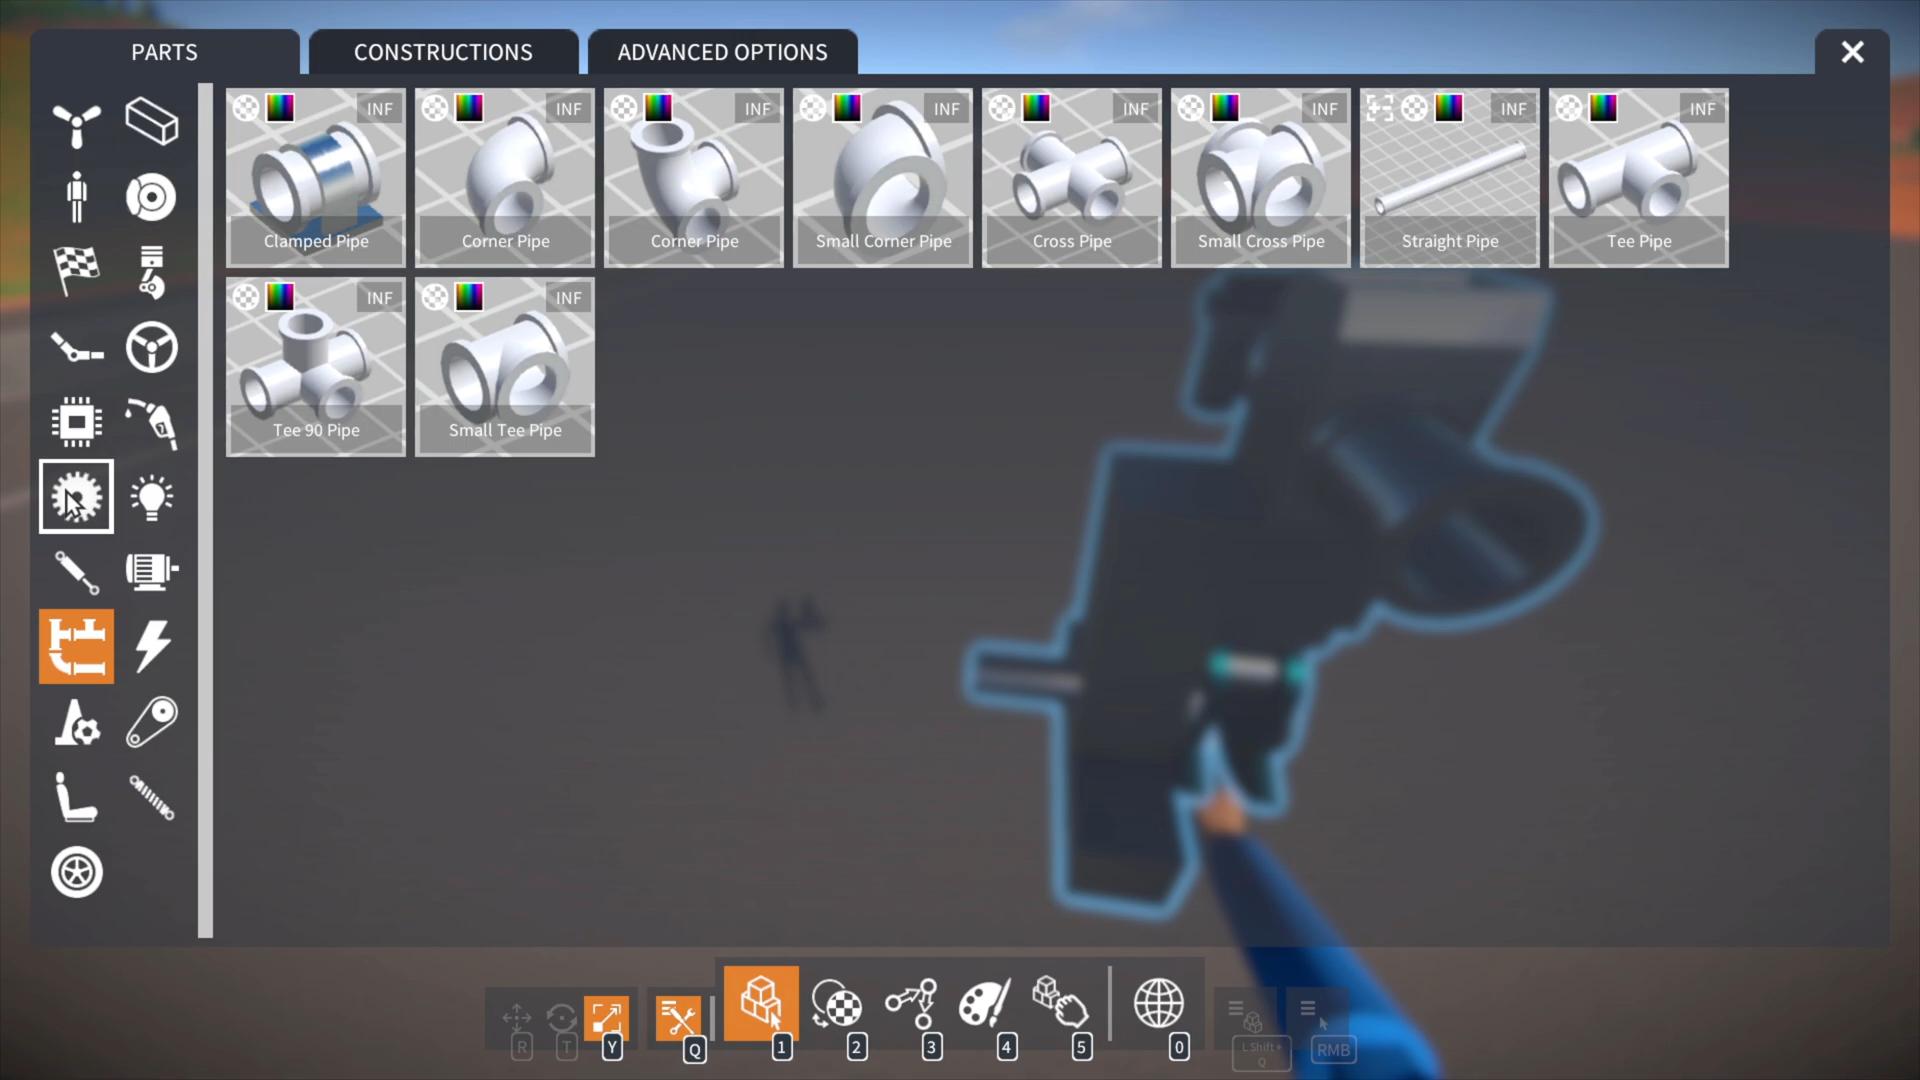 PARTS
CONSTRUCTIONS
ADVANCED OPTIONS
INF
INF
INF
INF
INF
INF
INF
INF
Clamped Pipe
Corner Pipe
Corner Pipe
Small Corner Pipe
Cross Pipe
Small Cross Pipe
Straight Pipe
Tee Pipe
INF
INF
Tee 90 Pipe
Small Tee Pipe
R
T
Y
Q
1
2
3
4
5
0
L Shift+
Q
RMB